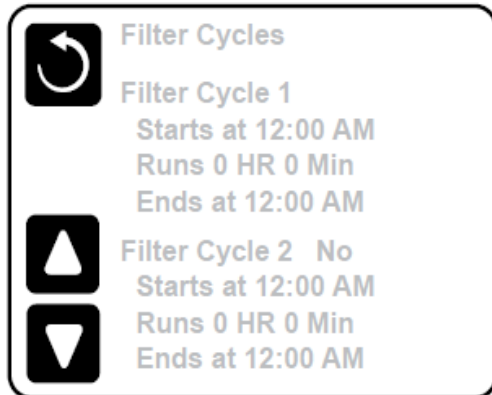 Filter Cycles
Filter Cycle 1
Starts at 12:00 AM
Runs 0 HR 0 Min
Ends at 12:00 AM
Filter Cycle 2 No
Starts at 12:00 AM
Runs 0 HR 0 Min
Ends at 12:00 AM